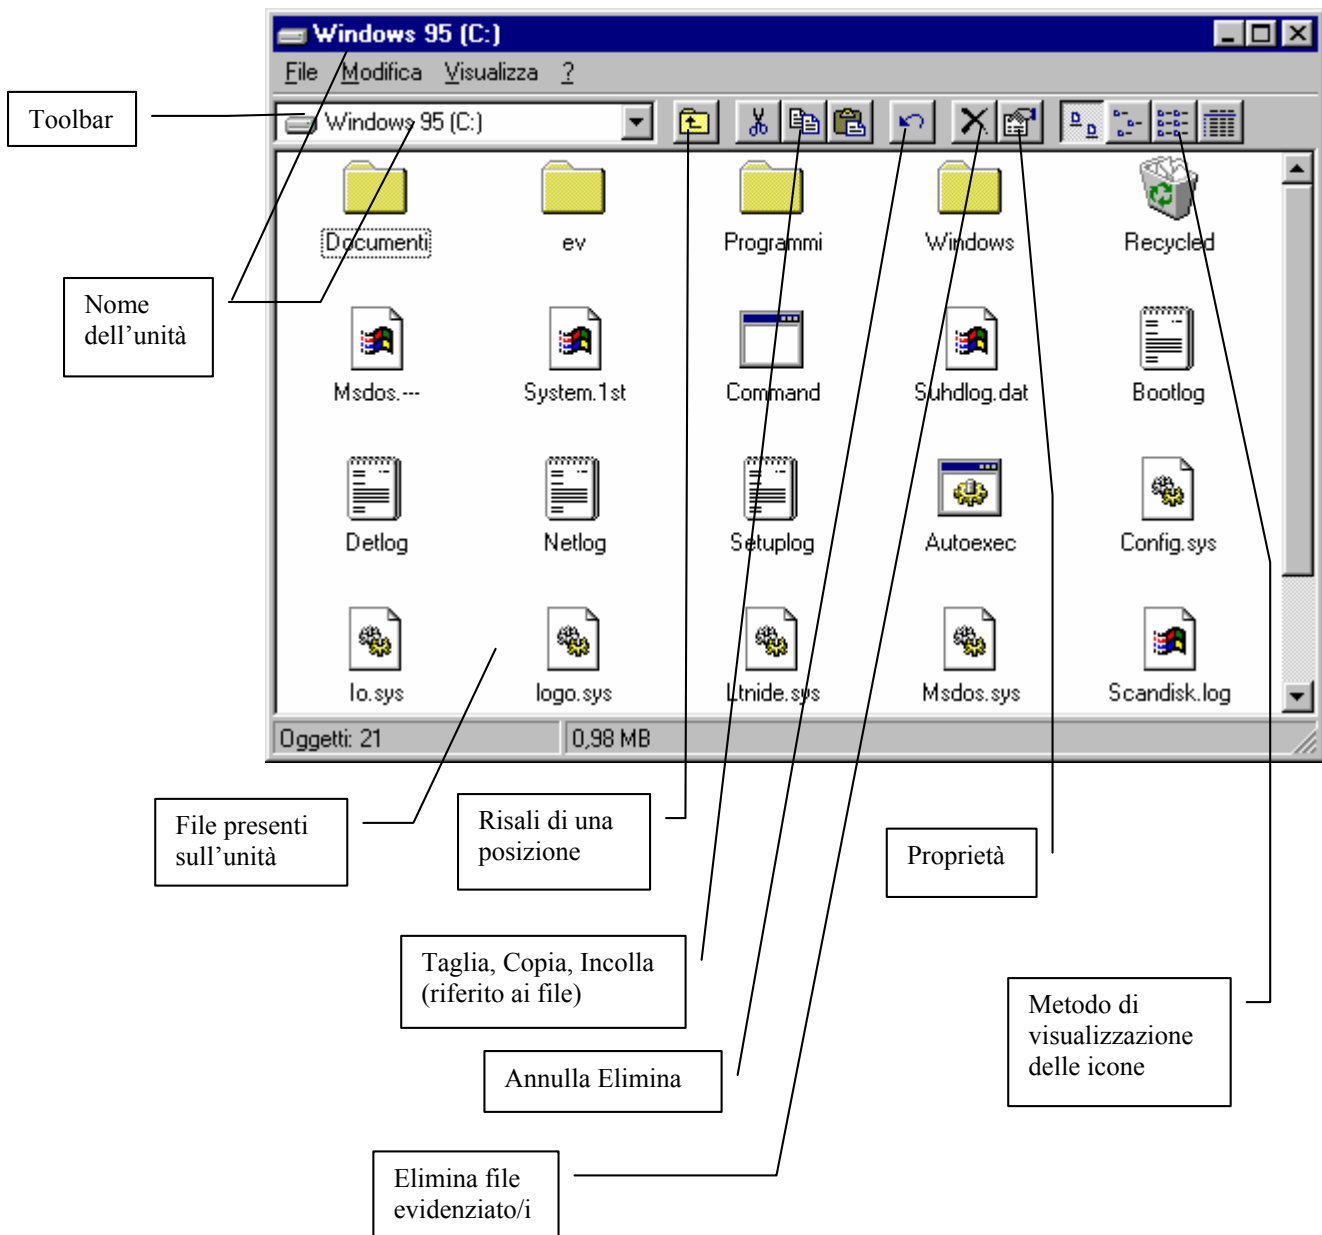 Windows 95 (C:)
File Modifica Visualizza ?
Toolbar
Windows 95 (C:)
Documenti ev Programmi Windows Recycled
Nome
dell’unità
Msdos.--- System.1st Command Suhdlog.dat Bootlog
Detlog Netlog Setuplog Autoexec Config.sys
Io.sys logo.sys Ltnide.sys Msdos.sys Scandisk.log
Oggetti: 21 0,98 MB
File presenti
sull’unità
Risali di una
posizione
Proprietà
Taglia, Copia, Incolla
(riferito ai file)
Metodo di
visualizzazione
delle icone
Annulla Elimina
Elimina file
evidenziato/i